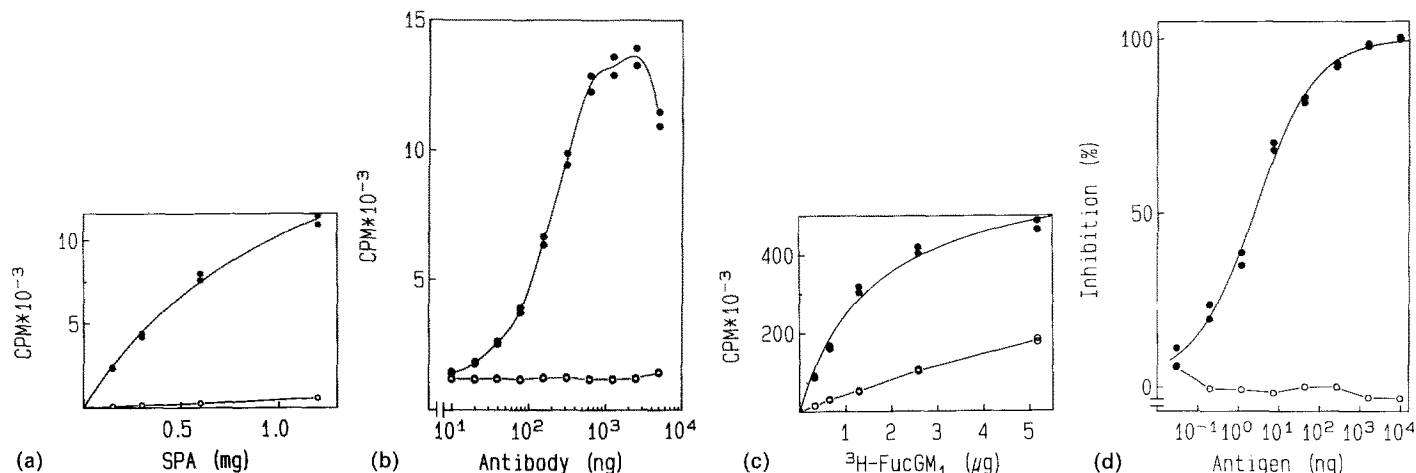 10
5
CPM*10⁻³
0.5
1.0
(a)
SPA (mg)
15
10
5
CPM*10⁻³
10¹
10²
10³
10⁴
(b)
Antibody (ng)
400
200
CPM*10⁻³
1
2
3
4
5
(c)
³H-FucGM₁ (µg)
100
50
0
Inhibition (%)
10⁻¹
10⁰
10¹
10²
10³
10⁴
(d)
Antigen (ng)